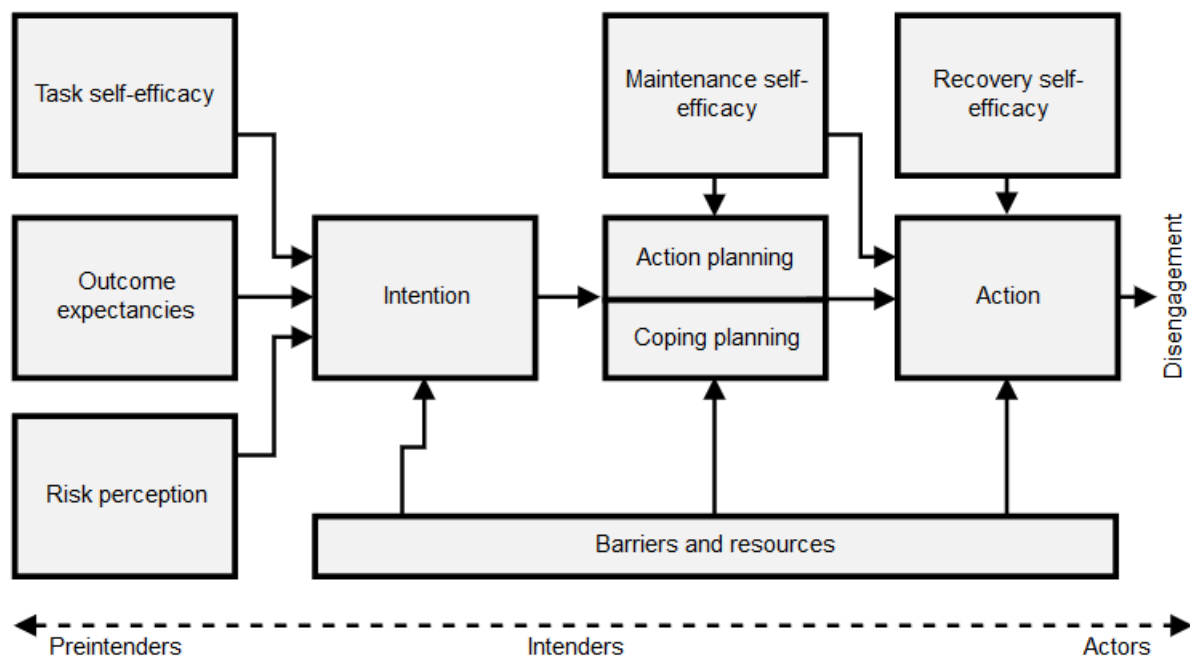 Task self-efficacy
Maintenance self-
efficacy
Recovery self-
efficacy
Outcome
expectancies
Intention
Action planning
Coping planning
Action
Disengagement
Risk perception
Barriers and resources
Preintenders
Intenders
Actors